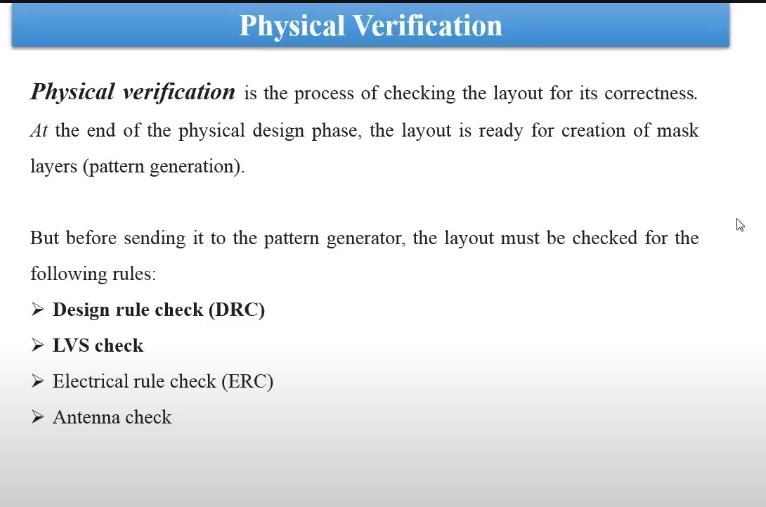 Physical Verification
Physical verification is the process of checking the layout for its correctness.
At the end of the physical design phase, the layout is ready for creation of mask
layers (pattern generation).
But before sending it to the pattern generator, the layout must be checked for the
following rules:
➢ Design rule check (DRC)
➢ LVS check
➢ Electrical rule check (ERC)
➢ Antenna check